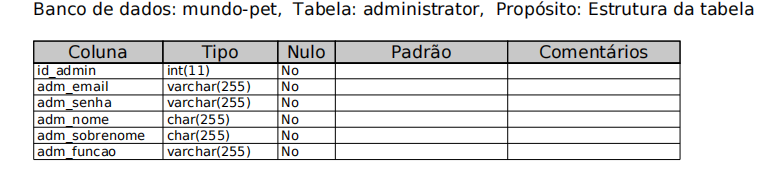 Banco de dados: mundo-pet, Tabela: administrator, Propósito: Estrutura da tabela
Coluna Tipo Nulo Padrão Comentários
id_admin int(11) No
adm_email varchar(255) No
adm_senha varchar(255) No
adm_nome char(255) No
adm_sobrenome char(255) No
adm_funcao varchar(255) No